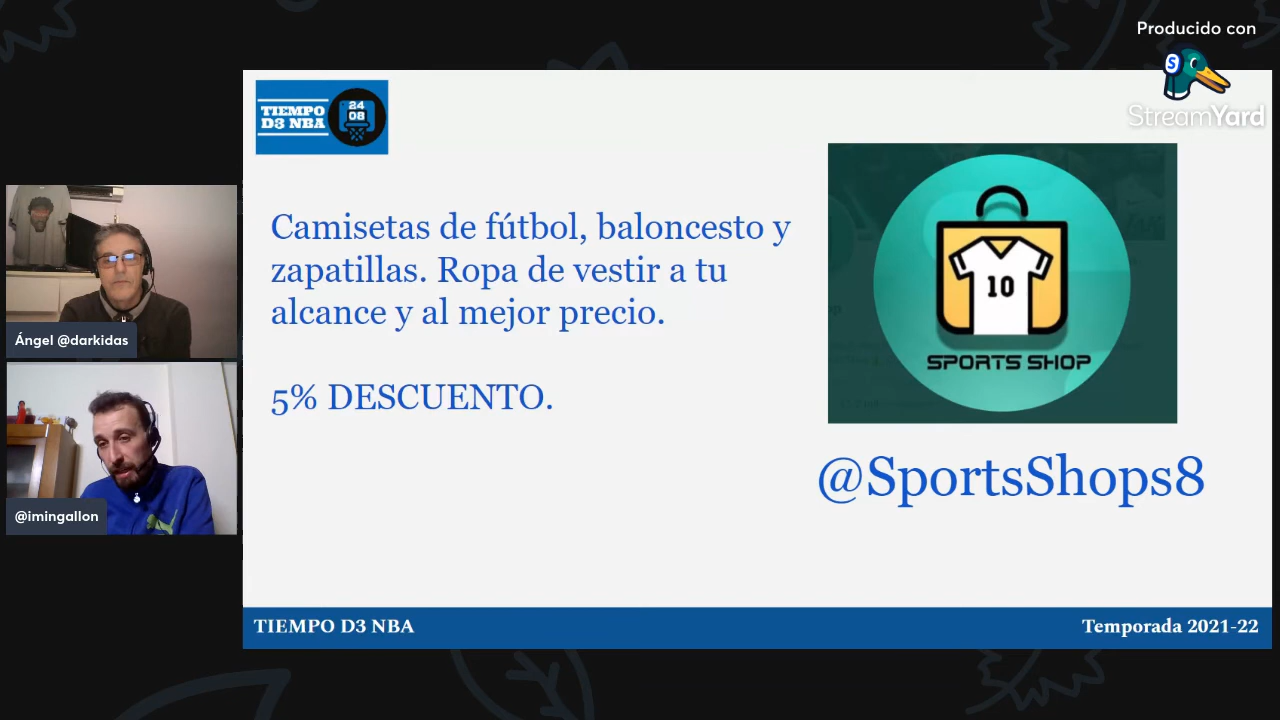 Producido con
S
StreamYard
TIEMPO
D3 NBA
24
08
Camisetas de fútbol, baloncesto y
zapatillas. Ropa de vestir a tu
alcance y al mejor precio.
5% DESCUENTO.
10
SPORTS SHOP
@SportsShops8
Ángel @darkidas
@imingallon
TIEMPO D3 NBA
Temporada 2021-22